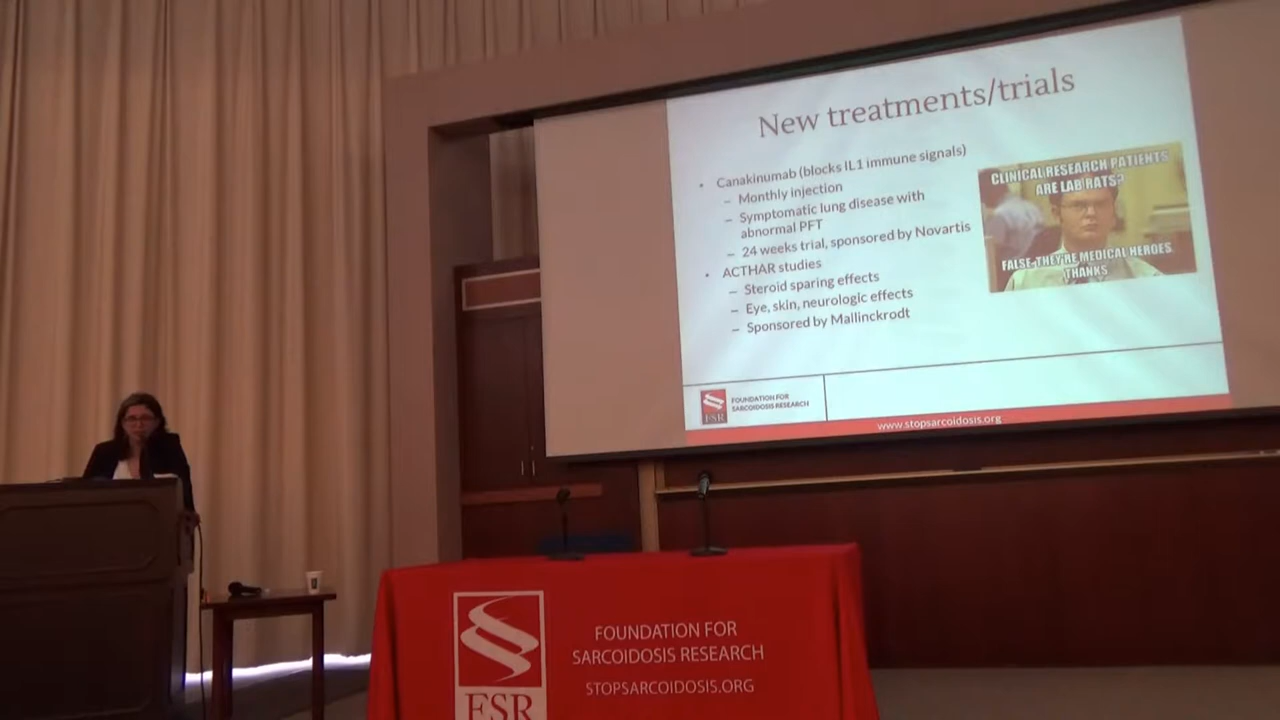 New treatments/trials
• Canakinumab (blocks IL1 immune signals)
– Monthly injection
– Symptomatic lung disease with
abnormal PFT
– 24 weeks trial, sponsored by Novartis
• ACTHAR studies
– Steroid sparing effects
– Eye, skin, neurologic effects
– Sponsored by Mallinckrodt
CLINICAL RESEARCH PATIENTS
ARE LAB RATS?
FALSE. THEY'RE MEDICAL HEROES
THANKS
FSR
FOUNDATION FOR
SARCOIDOSIS RESEARCH
www.stopsarcoidosis.org
FSR
FOUNDATION FOR
SARCOIDOSIS RESEARCH
STOPSARCOIDOSIS.ORG